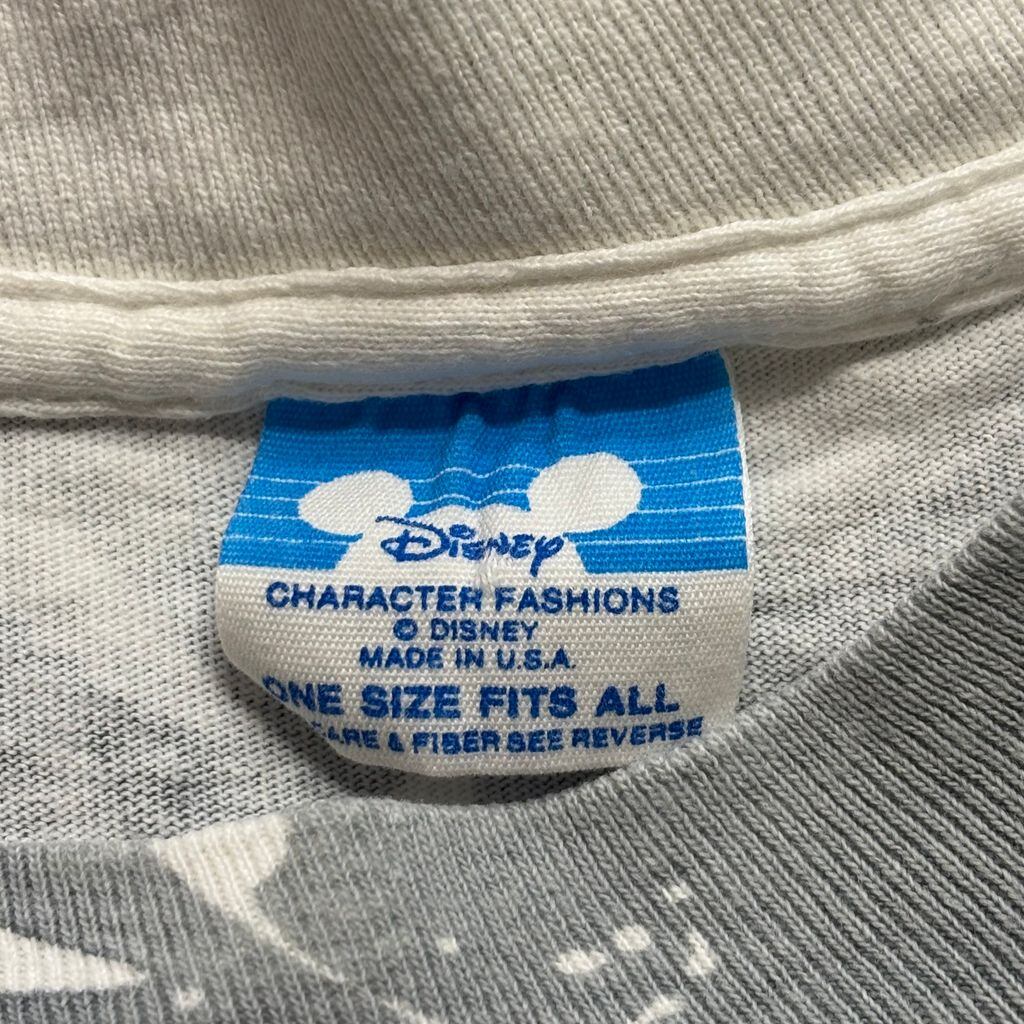 Disney
CHARACTER FASHIONS
© DISNEY
MADE IN U.S.A.
ONE SIZE FITS ALL
CARE & FIBER SEE REVERSE